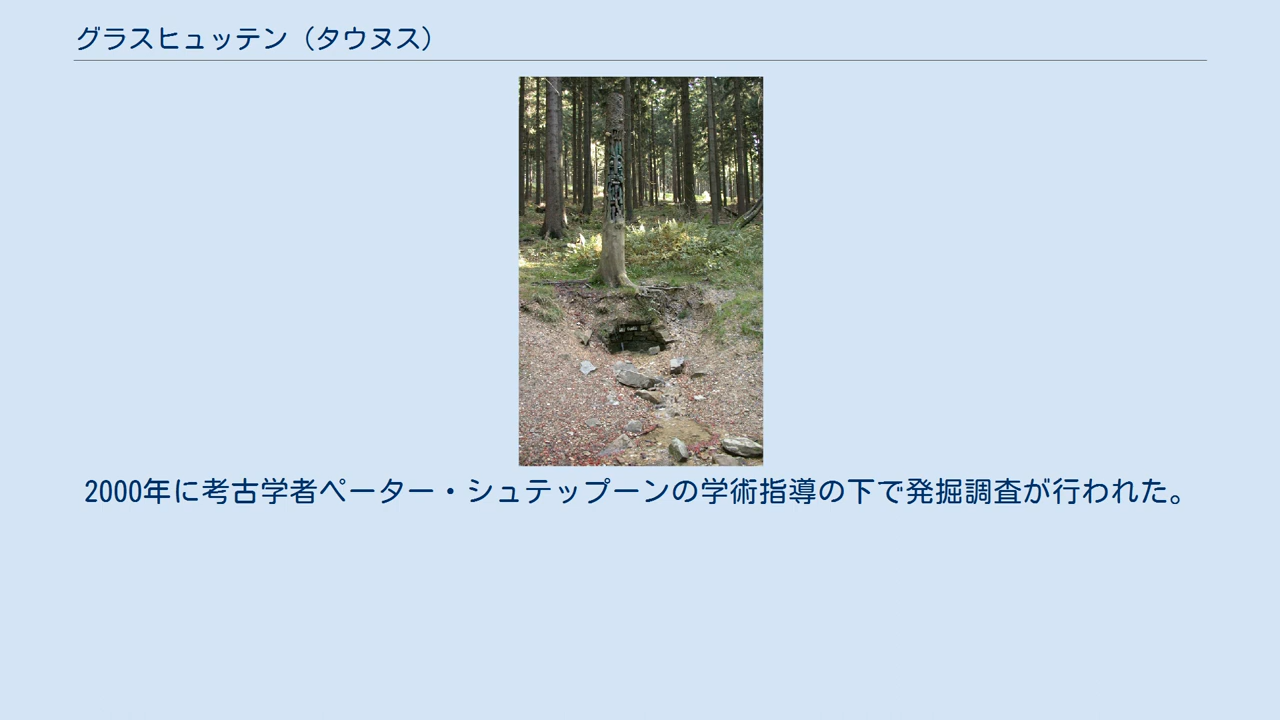 グラスヒュッテン（タウヌス）
2000年に考古学者ペーター・シュテップーンの学術指導の下で発掘調査が行われた。